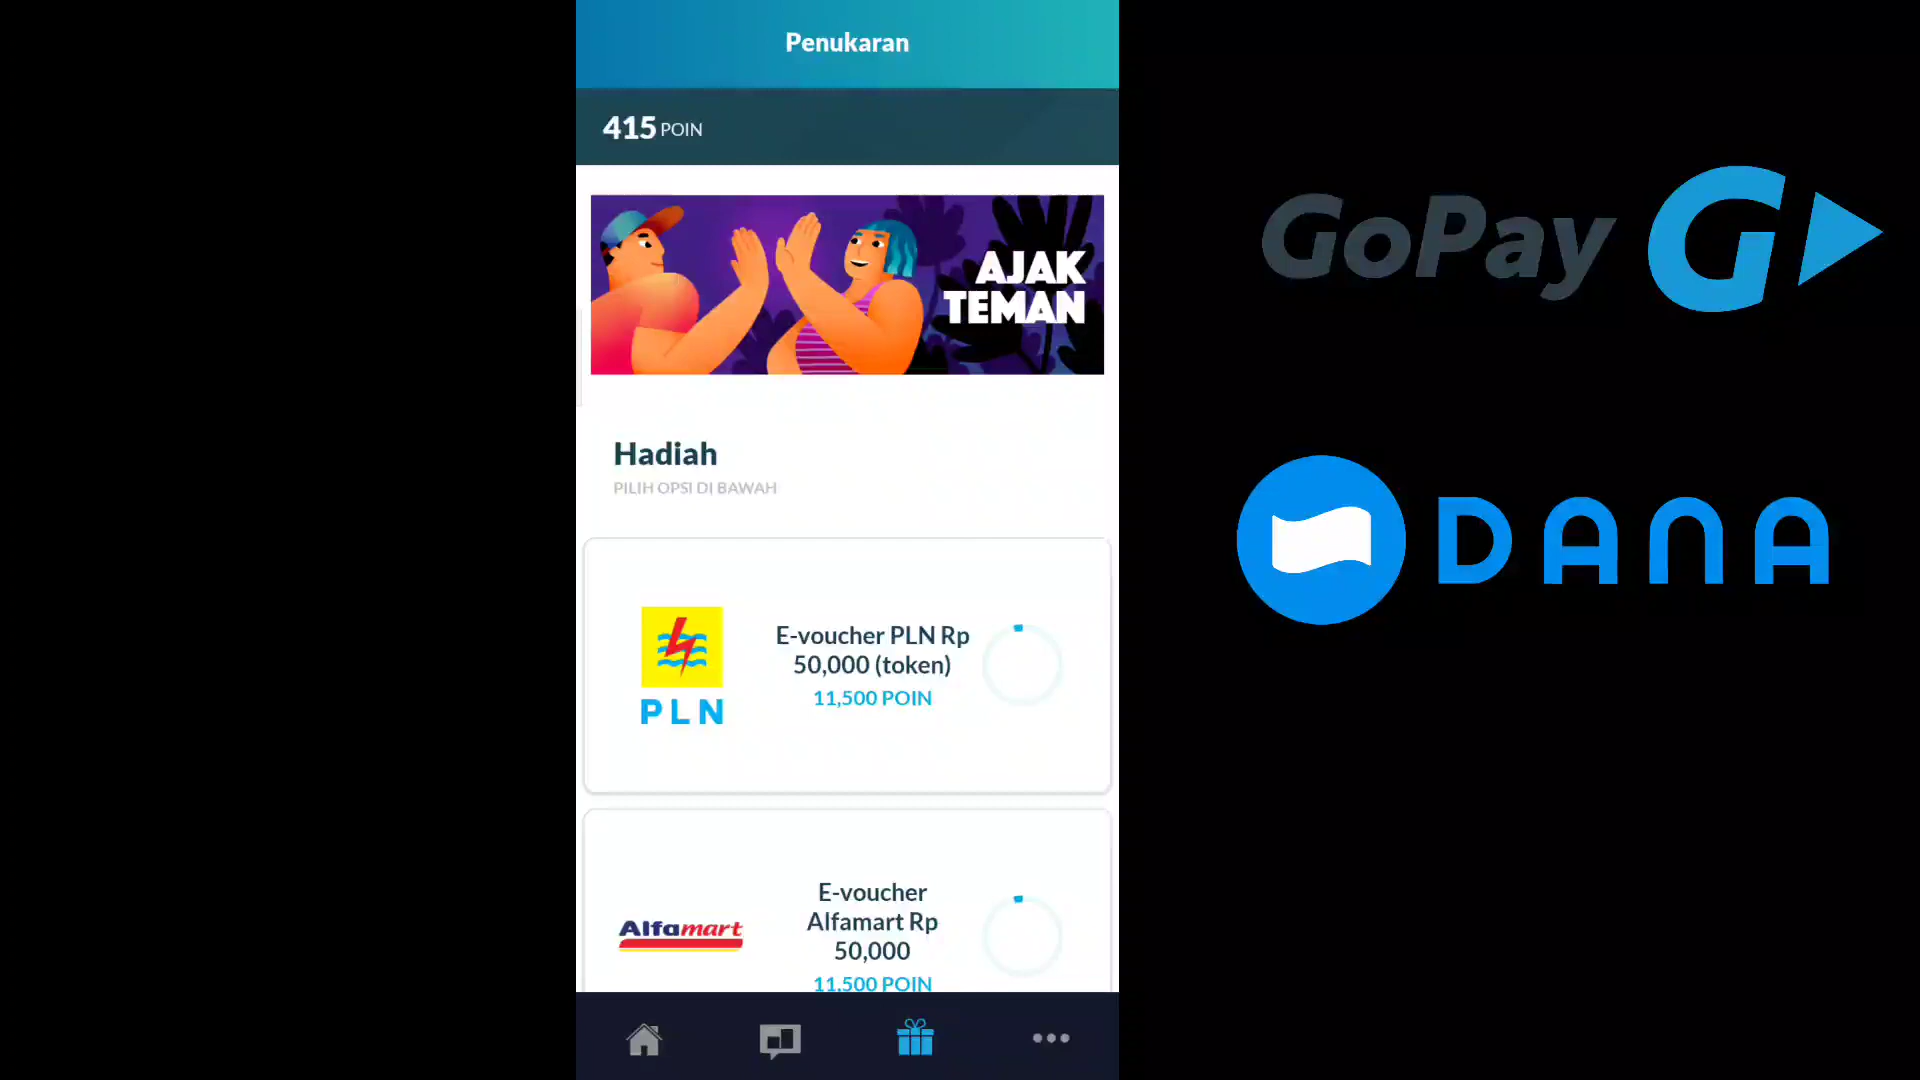 Penukaran
415 POIN
AJAK
TEMAN
Hadiah
PILIH OPSI DI BAWAH
PLN
E-voucher PLN Rp
50,000 (token)
11,500 POIN
Alfamart
E-voucher
Alfamart Rp
50,000
11,500 POIN
GoPay
DANA